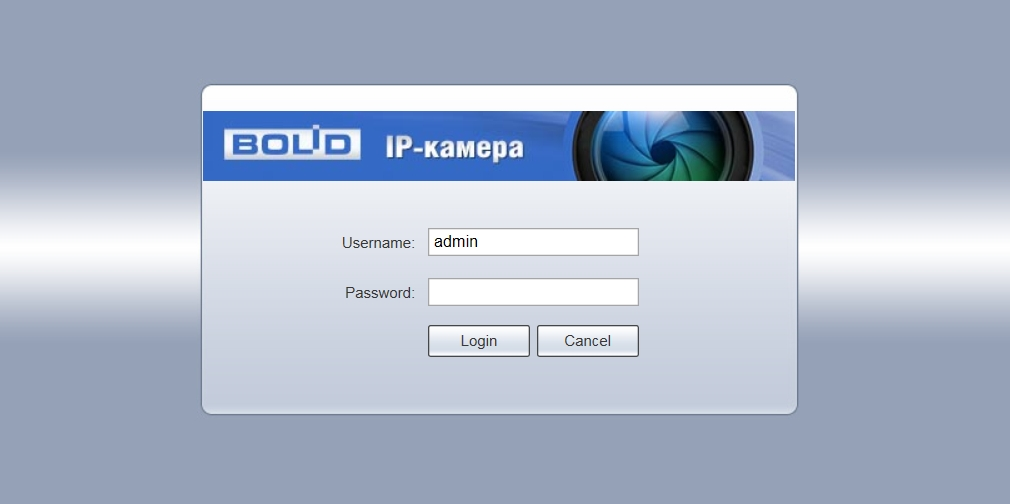 BOLID IP-камера
Username: admin
Password:
Login Cancel